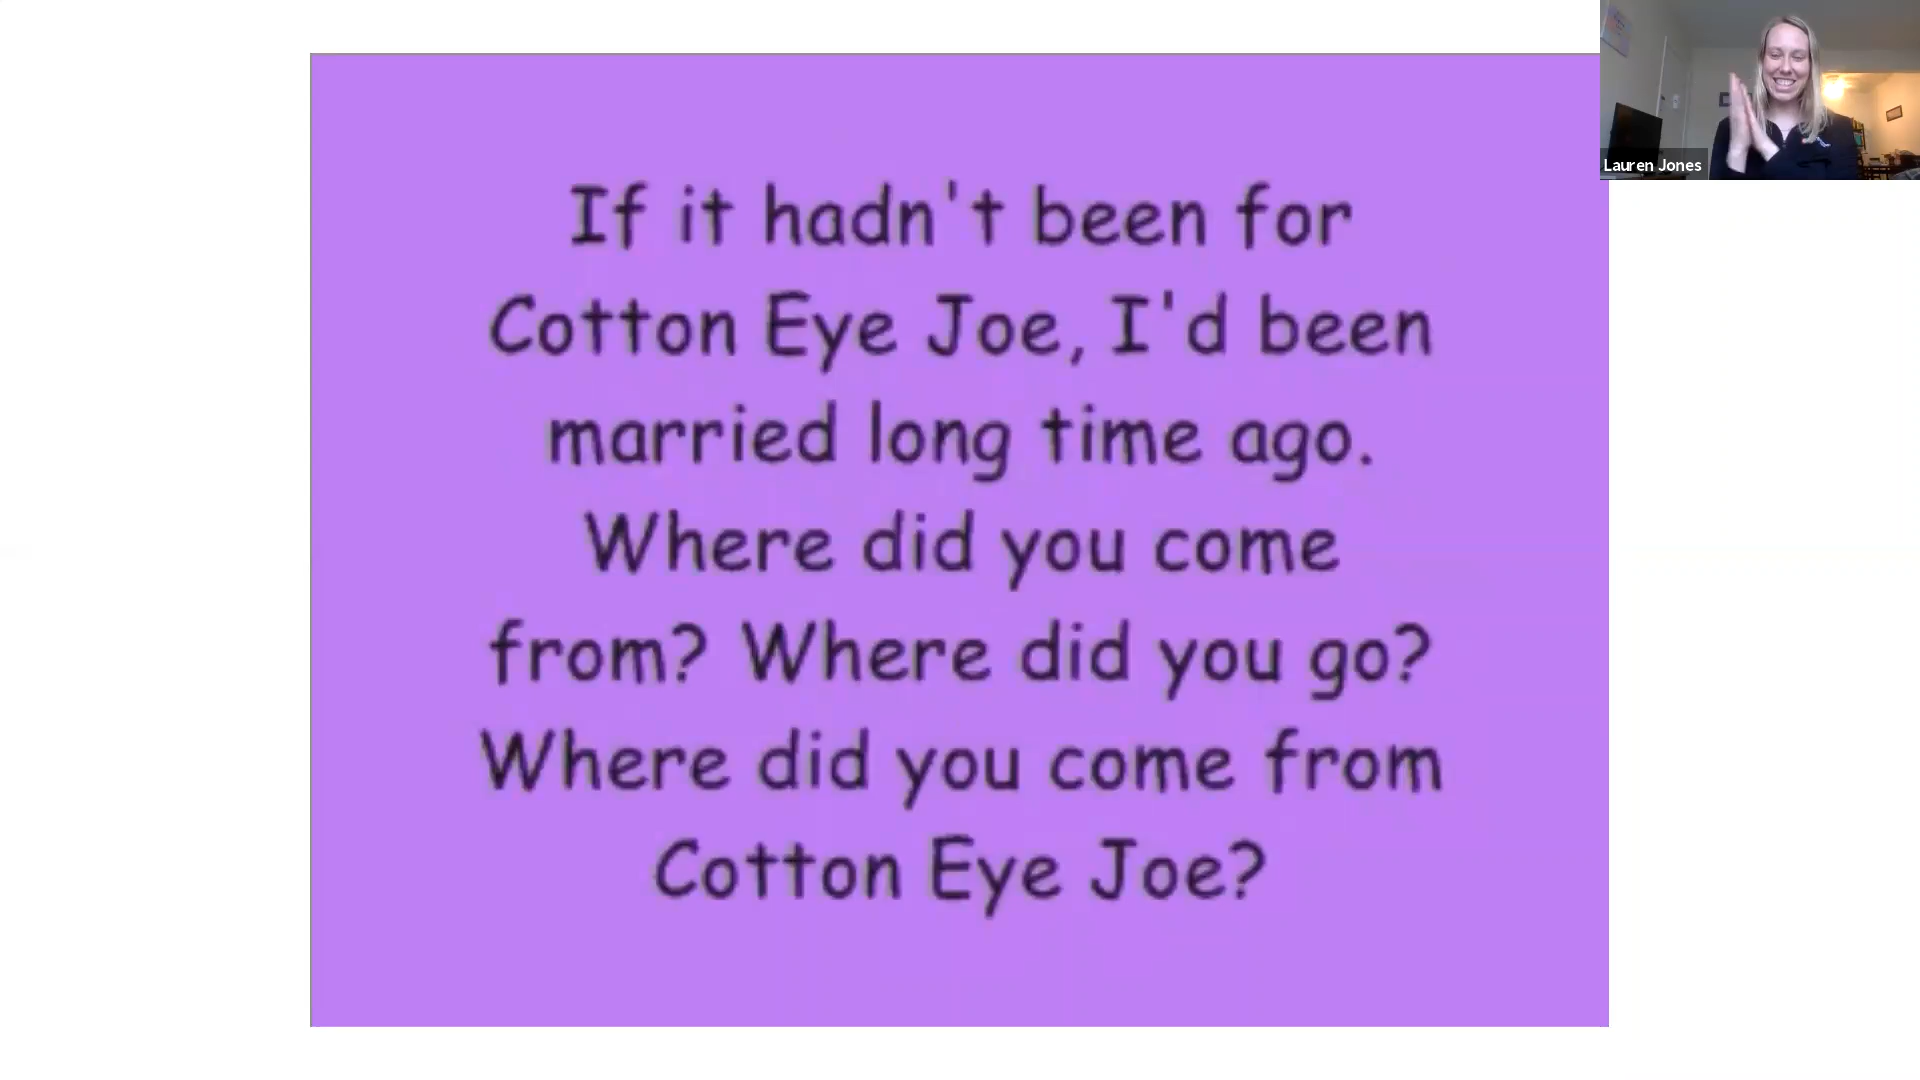 If it hadn't been for
Cotton Eye Joe, I'd been
married long time ago.
Where did you come
from? Where did you go?
Where did you come from
Cotton Eye Joe?
Lauren Jones